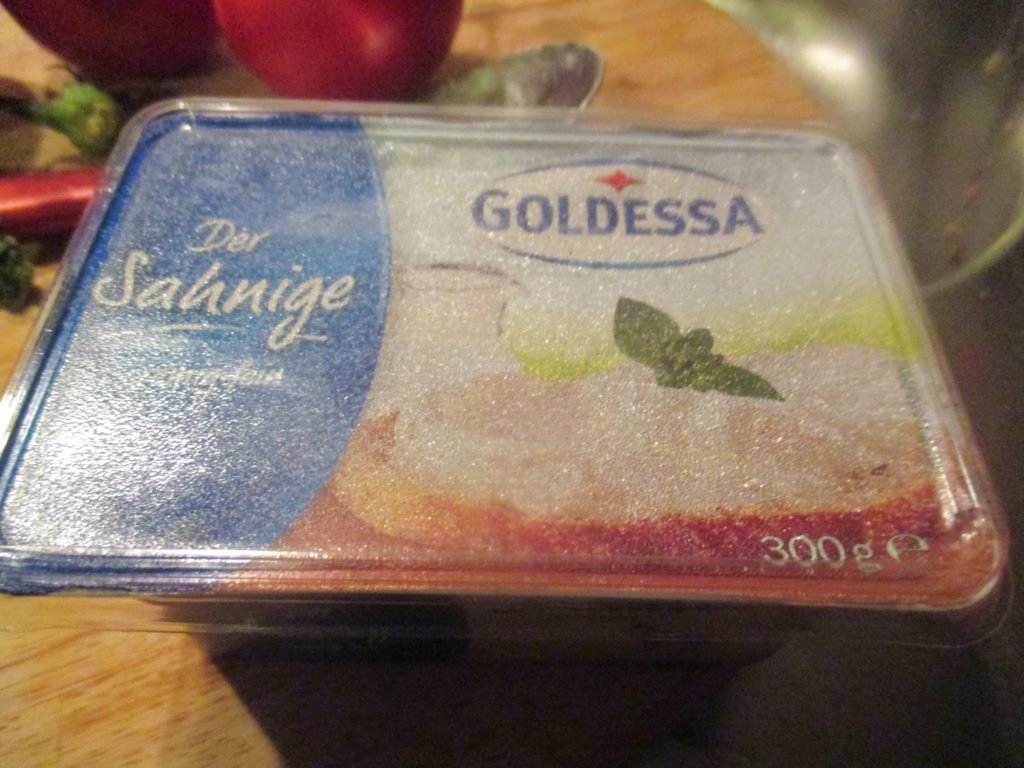 Der
Sahnige
GOLDESSA
300g e